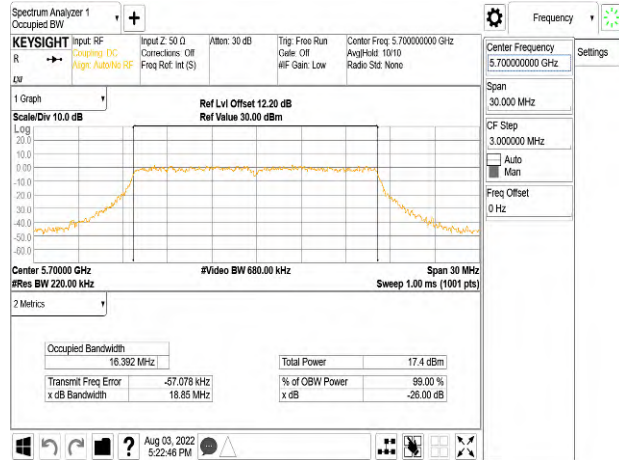 Spectrum Analyzer 1
Occupied BW
Frequency
KEYSIGHT
Input: RF
Coupling: DC
Align: Auto/No RF
Input Z: 50 Ω
Corrections: Off
Freq Ref: Int (S)
Atten: 30 dB
Trig: Free Run
Gate: Off
#IF Gain: Low
Center Freq: 5.700000000 GHz
Avg|Hold: 10/10
Radio Std: None
R
LXI
Center Frequency
5.700000000 GHz
Settings
Span
30.000 MHz
CF Step
3.000000 MHz
Auto
Man
Freq Offset
0 Hz
1 Graph
Scale/Div 10.0 dB
Ref Lvl Offset 12.20 dB
Ref Value 30.00 dBm
Log
20.0
10.0
0.00
-10.0
-20.0
-30.0
-40.0
-50.0
-60.0
Center 5.70000 GHz
#Res BW 220.00 kHz
#Video BW 680.00 kHz
Span 30 MHz
Sweep 1.00 ms (1001 pts)
2 Metrics
Occupied Bandwidth
16.392 MHz
Total Power 17.4 dBm
Transmit Freq Error -57.078 kHz
% of OBW Power 99.00 %
x dB Bandwidth 18.85 MHz
x dB -26.00 dB
?
Aug 03, 2022
5:22:46 PM